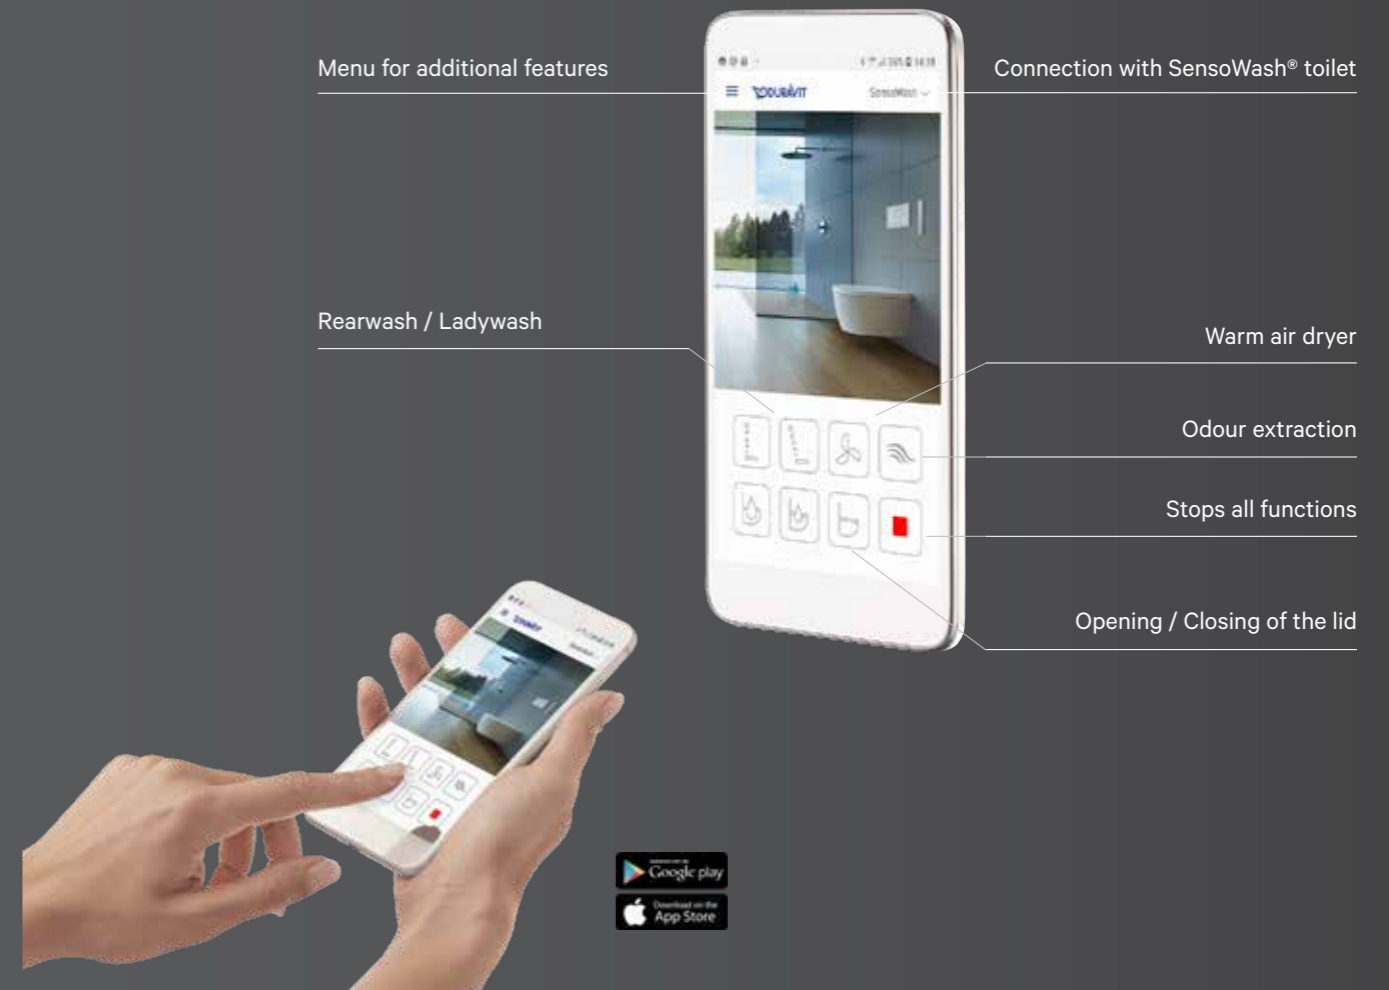 Menu for additional features
Connection with SensoWash® toilet
DURAVIT
SensoWash
Rearwash / Ladywash
Warm air dryer
Odour extraction
Stops all functions
Opening / Closing of the lid
Google play
Download on the
App Store